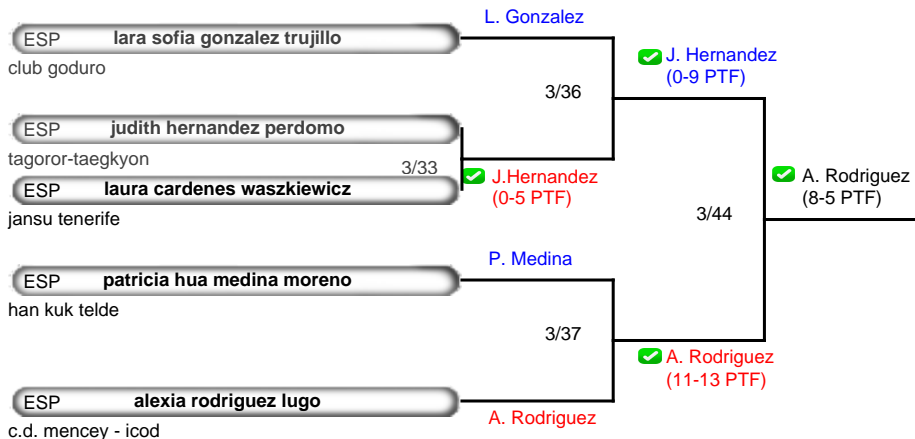 L. Gonzalez
ESP lara sofia gonzalez trujillo
club goduro
J. Hernandez
(0-9 PTF)
3/36
ESP judith hernandez perdomo
tagoror-taegkyon
3/33
J.Hernandez
(0-5 PTF)
ESP laura cardenes waszkiewicz
jansu tenerife
A. Rodriguez
(8-5 PTF)
3/44
P. Medina
ESP patricia hua medina moreno
han kuk telde
3/37
A. Rodriguez
(11-13 PTF)
ESP alexia rodriguez lugo
A. Rodriguez
c.d. mencey - icod